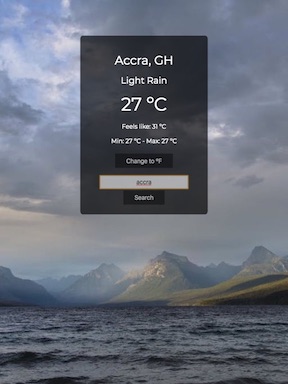 Accra, GH
Light Rain
27 °C
Feels like: 31 °C
Min: 27 °C - Max: 27 °C
Change to °F
accra
Search